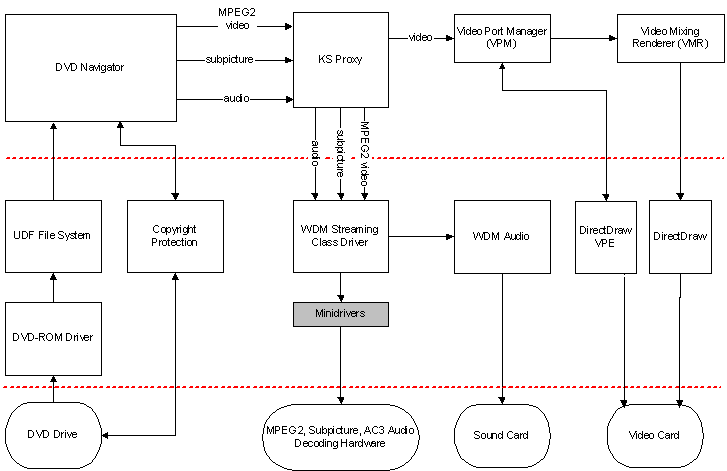 MPEG2
video
subpicture
audio
DVD Navigator
KS Proxy
video
Video Port Manager
(VPM)
Video Mixing
Renderer (VMR)
audio
subpicture
MPEG2 video
UDF File System
Copyright
Protection
WDM Streaming
Class Driver
WDM Audio
DirectDraw
VPE
DirectDraw
Minidrivers
DVD-ROM Driver
DVD Drive
MPEG2, Subpicture, AC3 Audio
Decoding Hardware
Sound Card
Video Card